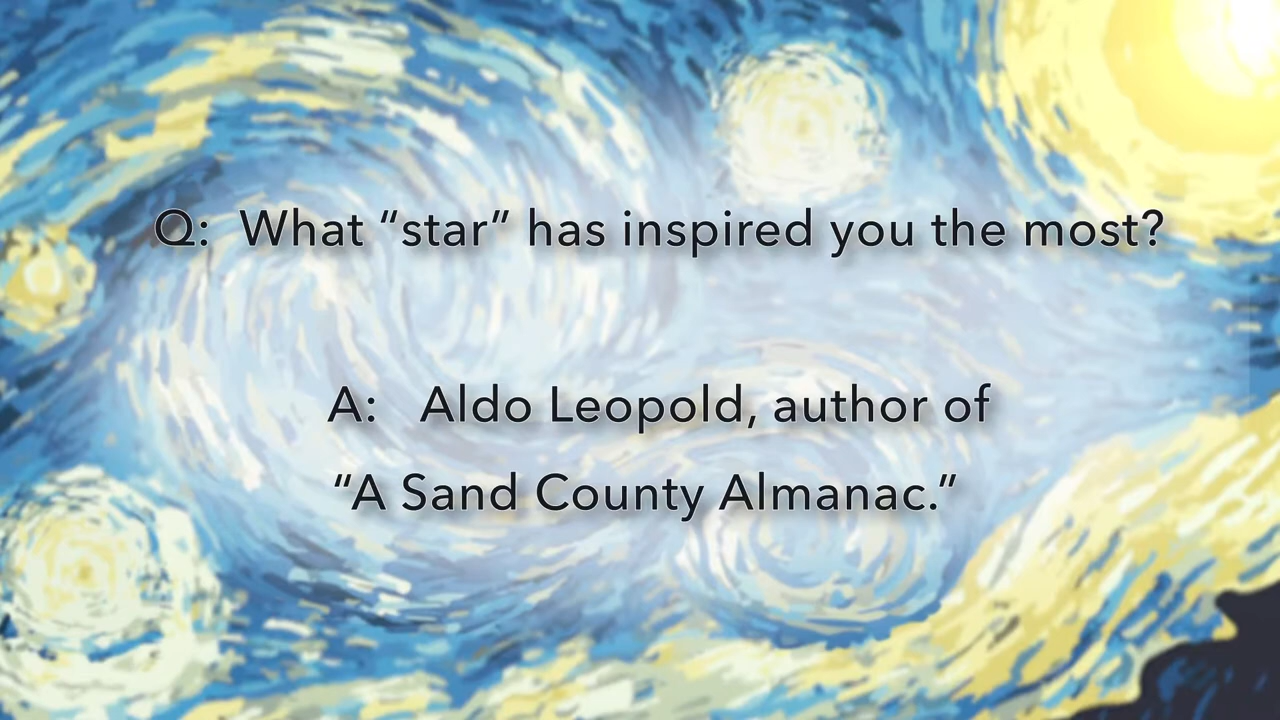 Q: What “star” has inspired you the most?
A: Aldo Leopold, author of
“A Sand County Almanac.”